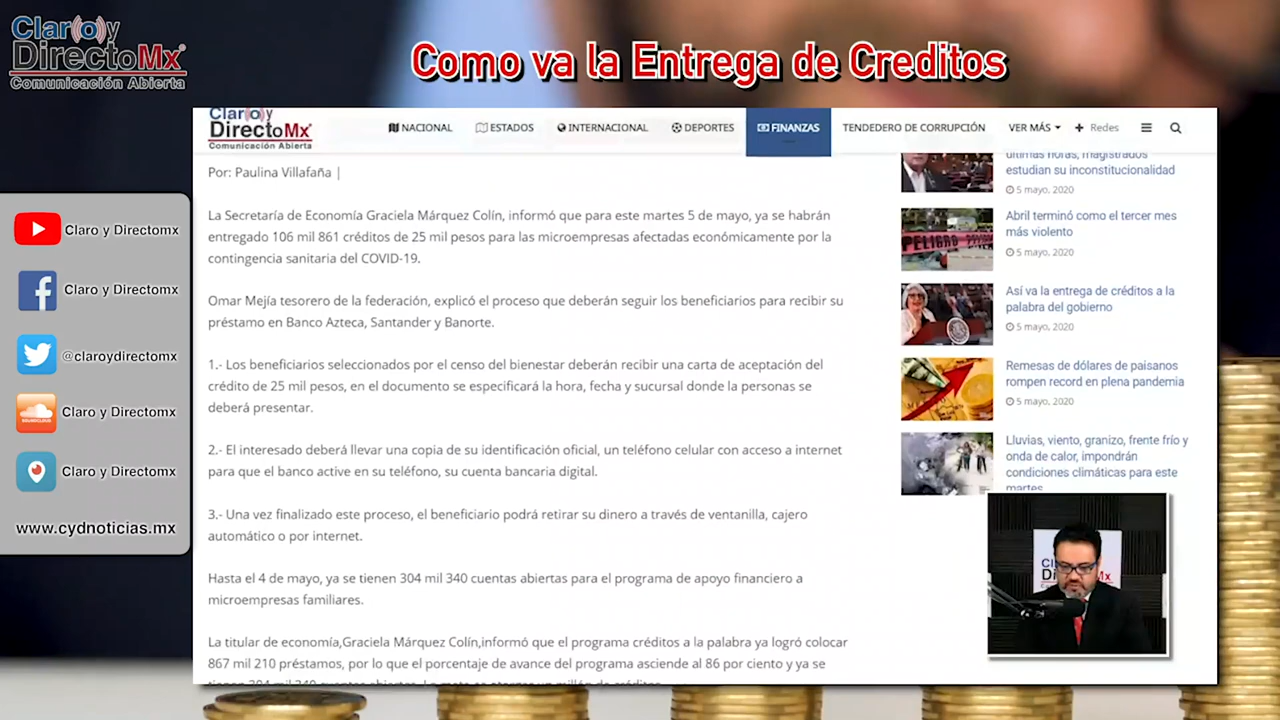 Claro y
DirectoMx
Comunicación Abierta
Como va la Entrega de Creditos
Claro y
DirectoMx
Comunicación Abierta
NACIONAL ESTADOS INTERNACIONAL DEPORTES FINANZAS TENDEDERO DE CORRUPCIÓN VER MÁS Redes
Por: Paulina Villafaña |
La Secretaría de Economía Graciela Márquez Colín, informó que para este martes 5 de mayo, ya se habrán
entregado 106 mil 861 créditos de 25 mil pesos para las microempresas afectadas económicamente por la
contingencia sanitaria del COVID-19.
Omar Mejía tesorero de la federación, explicó el proceso que deberán seguir los beneficiarios para recibir su
préstamo en Banco Azteca, Santander y Banorte.
1.- Los beneficiarios seleccionados por el censo del bienestar deberán recibir una carta de aceptación del
crédito de 25 mil pesos, en el documento se especificará la hora, fecha y sucursal donde la personas se
deberá presentar.
2.- El interesado deberá llevar una copia de su identificación oficial, un teléfono celular con acceso a internet
para que el banco active en su teléfono, su cuenta bancaria digital.
3.- Una vez finalizado este proceso, el beneficiario podrá retirar su dinero a través de ventanilla, cajero
automático o por internet.
Hasta el 4 de mayo, ya se tienen 304 mil 340 cuentas abiertas para el programa de apoyo financiero a
microempresas familiares.
La titular de economía,Graciela Márquez Colín,informó que el programa créditos a la palabra ya logró colocar
867 mil 210 préstamos, por lo que el porcentaje de avance del programa asciende al 86 por ciento y ya se
tienen 304 mil 340 cuentas abiertas. La meta es otorgar un millón de créditos.
últimas horas, magistrados
estudian su inconstitucionalidad
5 mayo, 2020
Abril terminó como el tercer mes
más violento
5 mayo, 2020
PELIGRO
Así va la entrega de créditos a la
palabra del gobierno
5 mayo, 2020
Remesas de dólares de paisanos
rompen record en plena pandemia
5 mayo, 2020
Lluvias, viento, granizo, frente frío y
onda de calor, impondrán
condiciones climáticas para este
martes
Claro y Directomx
Claro y Directomx
@claroydirectomx
SOUNDCLOUD
Claro y Directomx
Claro y Directomx
www.cydnoticias.mx